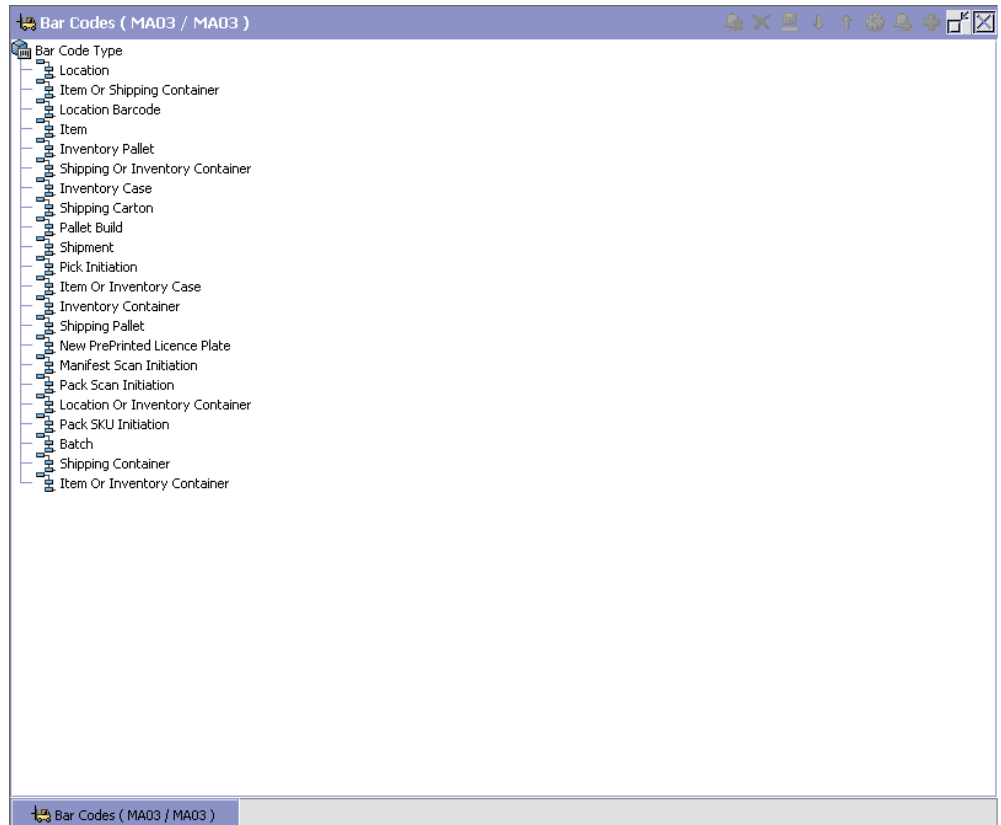 Bar Codes ( MA03 / MA03 )
Bar Code Type
Location
Item Or Shipping Container
Location Barcode
Item
Inventory Pallet
Shipping Or Inventory Container
Inventory Case
Shipping Carton
Pallet Build
Shipment
Pick Initiation
Item Or Inventory Case
Inventory Container
Shipping Pallet
New PrePrinted Licence Plate
Manifest Scan Initiation
Pack Scan Initiation
Location Or Inventory Container
Pack SKU Initiation
Batch
Shipping Container
Item Or Inventory Container
Bar Codes ( MA03 / MA03 )